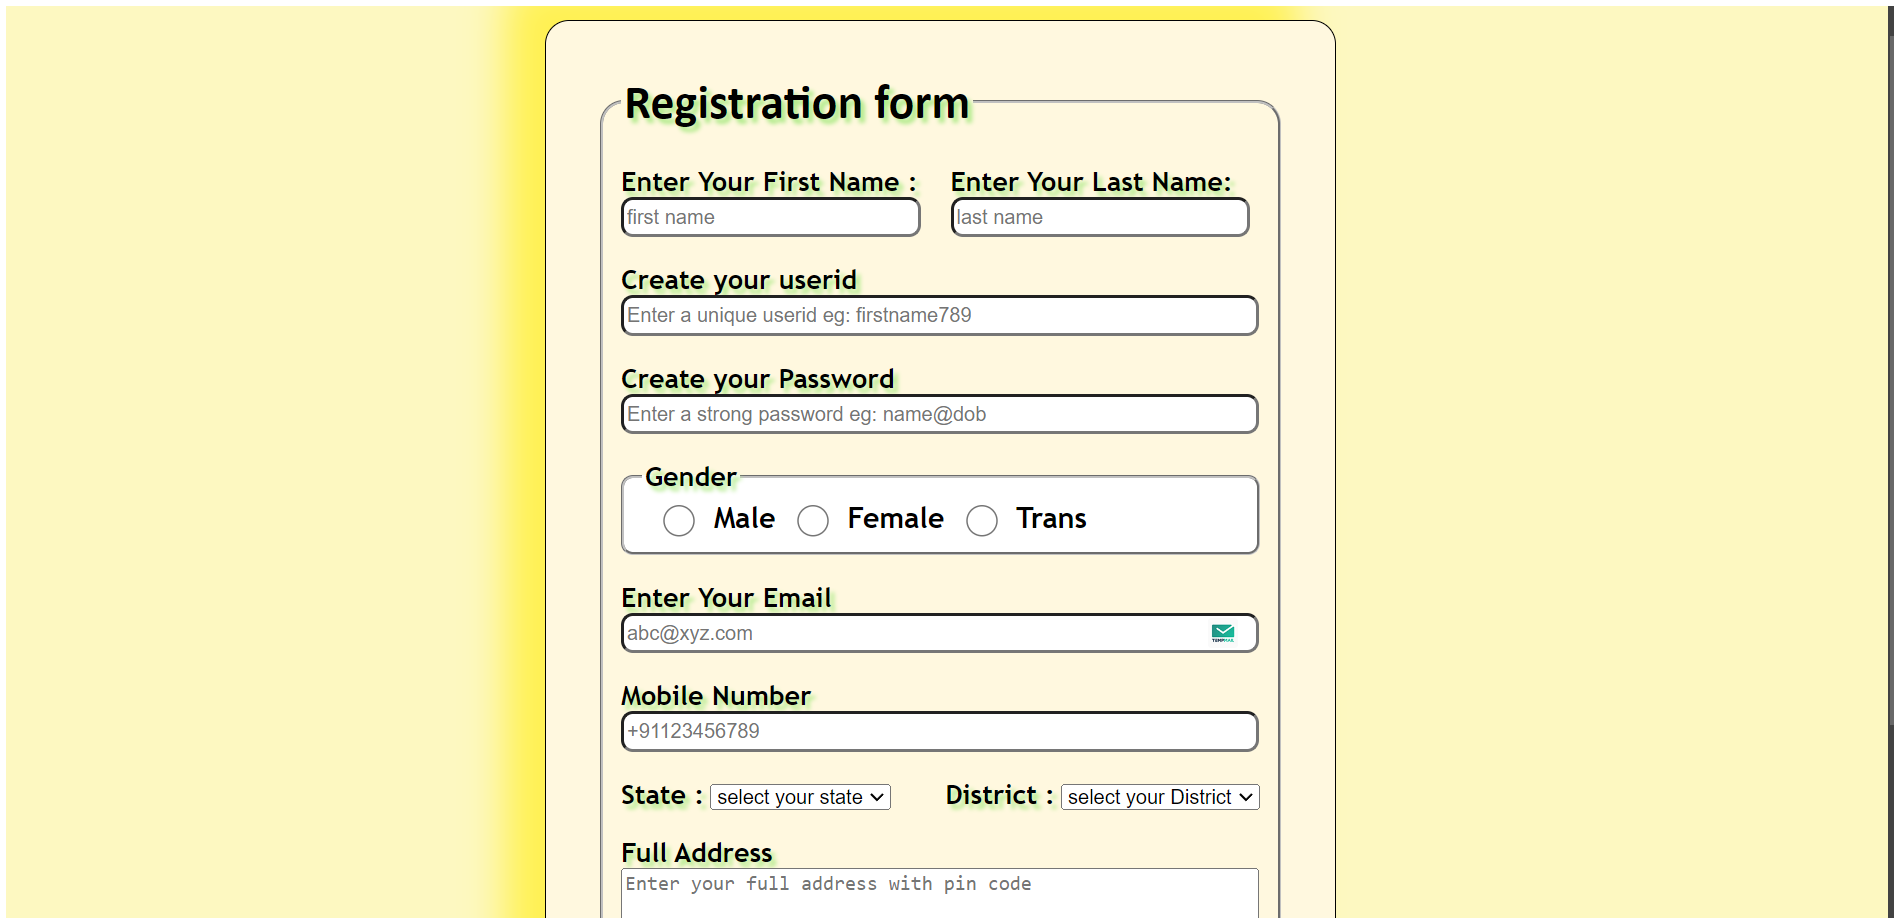 Registration form
Enter Your First Name : Enter Your Last Name:
first name last name
Create your userid
Enter a unique userid eg: firstname789
Create your Password
Enter a strong password eg: name@dob
Gender
Male Female Trans
Enter Your Email
abc@xyz.com
Mobile Number
+91123456789
State : select your state District : select your District
Full Address
Enter your full address with pin code